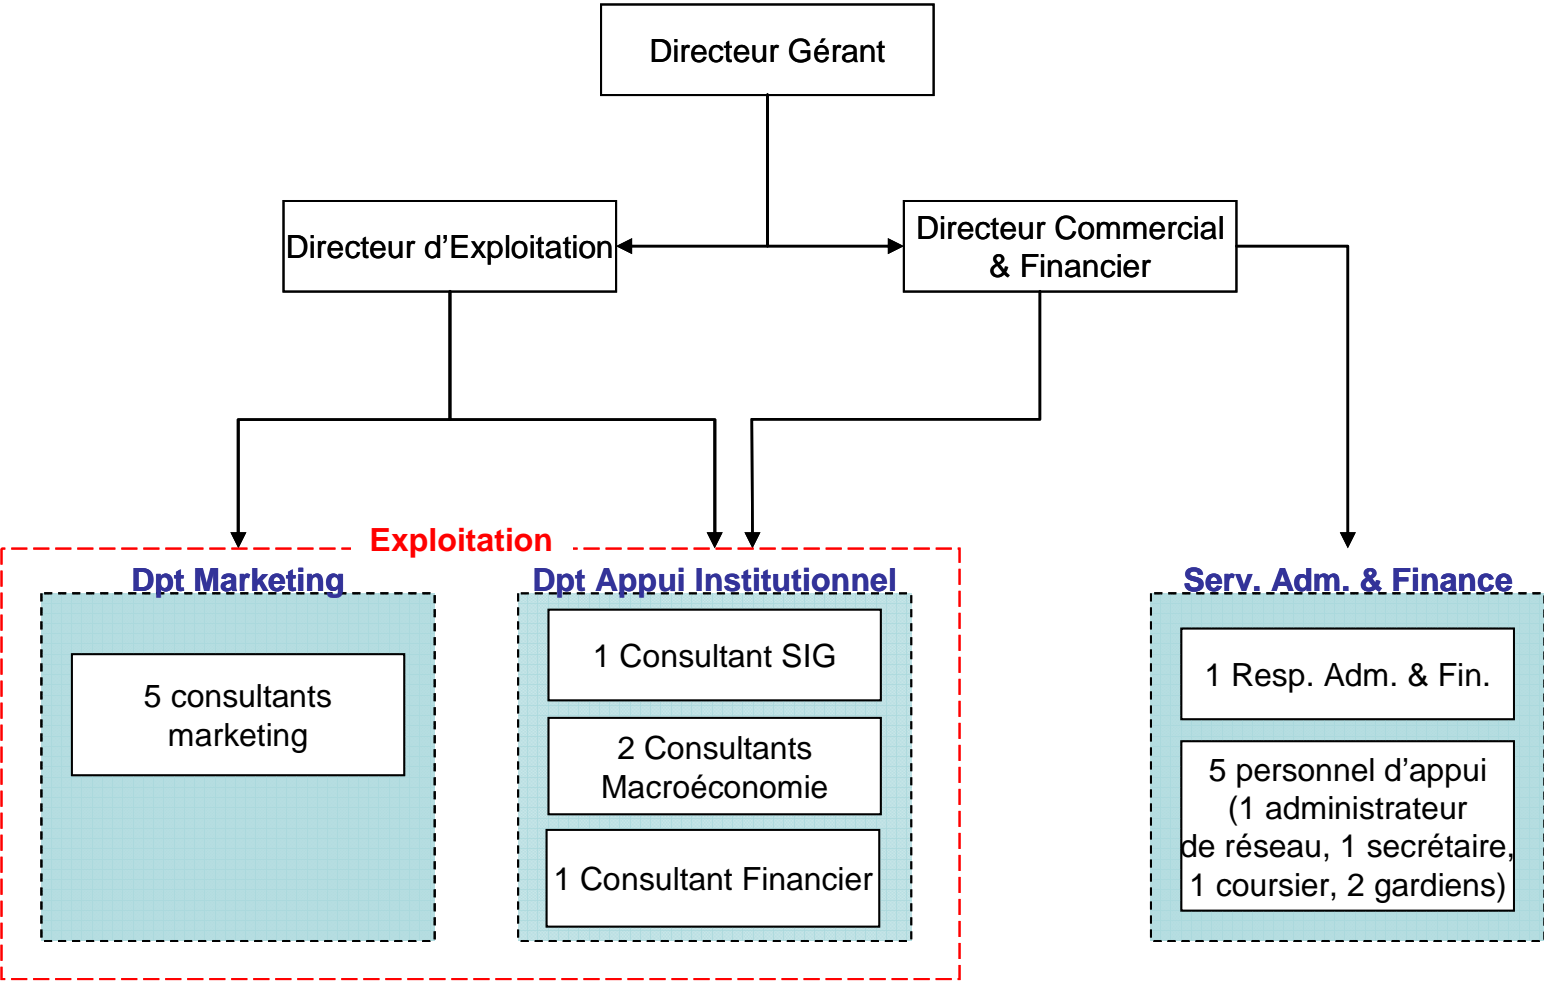 Directeur Gérant
Directeur d’Exploitation
Directeur Commercial
& Financier
Exploitation
Dpt Marketing
5 consultants
marketing
Dpt Appui Institutionnel
1 Consultant SIG
2 Consultants
Macroéconomie
1 Consultant Financier
Serv. Adm. & Finance
1 Resp. Adm. & Fin.
5 personnel d’appui
(1 administrateur
de réseau, 1 secrétaire,
1 coursier, 2 gardiens)